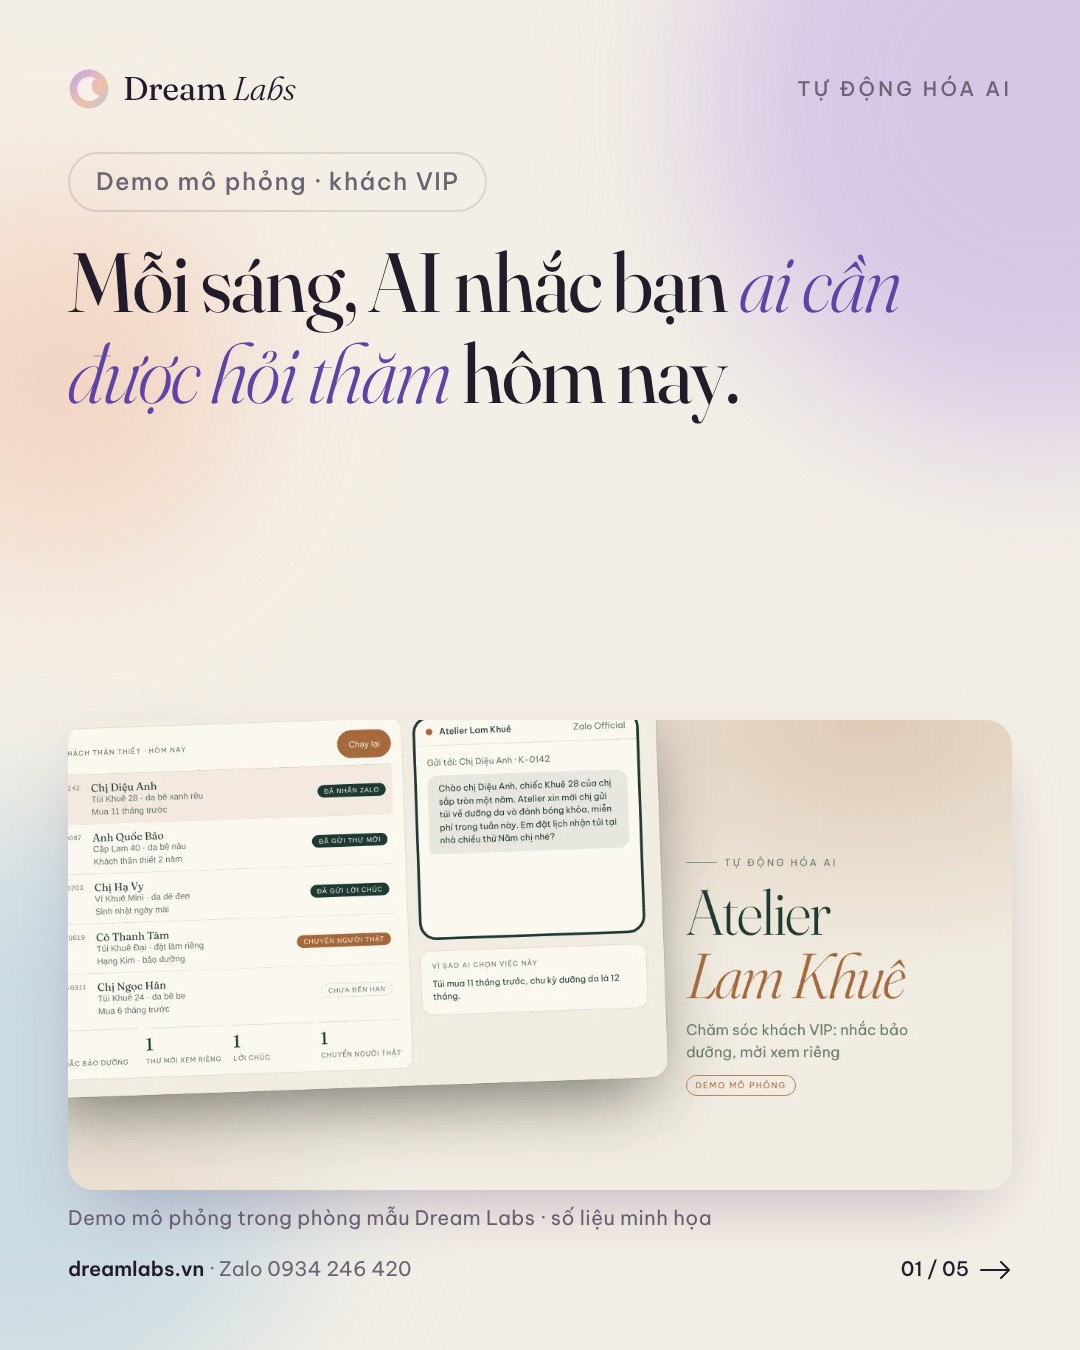 Dream Labs
TỰ ĐỘNG HÓA AI
Demo mô phỏng · khách VIP
Mỗi sáng, AI nhắc bạn ai cần
được hỏi thăm hôm nay.
HÁCH THÂN THIẾT · HÔM NAY
Chạy lại
142
Chị Diệu Anh
Túi Khuê 28 · da bê xanh rêu
Mua 11 tháng trước
ĐÃ NHẮN ZALO
0087
Anh Quốc Bảo
Cặp Lam 40 · da bê nâu
Khách thân thiết 2 năm
ĐÃ GỬI THƯ MỜI
0203
Chị Hạ Vy
Ví Khuê Mini · da dê đen
Sinh nhật ngày mai
ĐÃ GỬI LỜI CHÚC
0019
Cô Thanh Tâm
Túi Khuê Đại · đặt làm riêng
Hạng Kim · bảo dưỡng
CHUYỂN NGƯỜI THẬT
-0311
Chị Ngọc Hân
Túi Khuê 24 · da bê be
Mua 6 tháng trước
CHƯA ĐẾN HẠN
ẮC BẢO DƯỠNG
1
THƯ MỜI XEM RIÊNG
1
LỜI CHÚC
1
CHUYỂN NGƯỜI THẬT
Atelier Lam Khuê
Zalo Official
Gửi tới: Chị Diệu Anh · K-0142
Chào chị Diệu Anh, chiếc Khuê 28 của chị
sắp tròn một năm. Atelier xin mời chị gửi
túi về dưỡng da và đánh bóng khóa, miễn
phí trong tuần này. Em đặt lịch nhận túi tại
nhà chiều thứ Năm chị nhé?
VÌ SAO AI CHỌN VIỆC NÀY
Túi mua 11 tháng trước, chu kỳ dưỡng da là 12
tháng.
TỰ ĐỘNG HÓA AI
Atelier
Lam Khuê
Chăm sóc khách VIP: nhắc bảo
dưỡng, mời xem riêng
DEMO MÔ PHỎNG
Demo mô phỏng trong phòng mẫu Dream Labs · số liệu minh họa
dreamlabs.vn · Zalo 0934 246 420
01 / 05